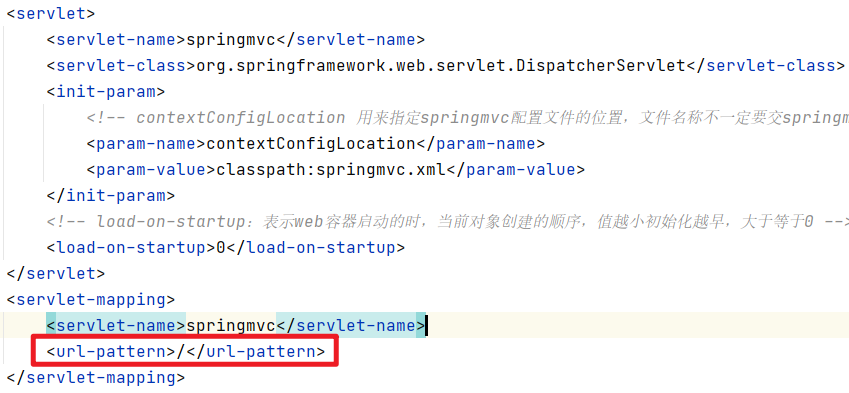 <servlet>
<servlet-name>springmvc</servlet-name>
<servlet-class>org.springframework.web.servlet.DispatcherServlet</servlet-class>
<init-param>
<!-- contextConfigLocation 用来指定springmvc配置文件的位置，文件名称不一定要交springm
<param-name>contextConfigLocation</param-name>
<param-value>classpath:springmvc.xml</param-value>
</init-param>
<!-- load-on-startup：表示web容器启动的时，当前对象创建的顺序，值越小初始化越早，大于等于0 -->
<load-on-startup>0</load-on-startup>
</servlet>
<servlet-mapping>
<servlet-name>springmvc</servlet-name>
<url-pattern>/</url-pattern>
</servlet-mapping>